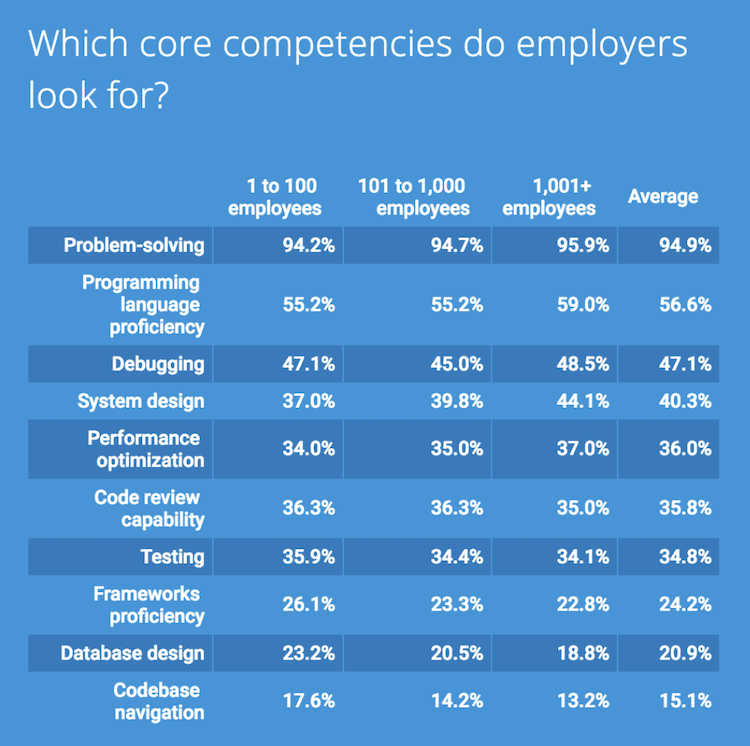 Which core competencies do employers
look for?
1 to 100 employees 101 to 1,000 employees 1,001+ employees Average
Problem-solving 94.2% 94.7% 95.9% 94.9%
Programming language proficiency 55.2% 55.2% 59.0% 56.6%
Debugging 47.1% 45.0% 48.5% 47.1%
System design 37.0% 39.8% 44.1% 40.3%
Performance optimization 34.0% 35.0% 37.0% 36.0%
Code review capability 36.3% 36.3% 35.0% 35.8%
Testing 35.9% 34.4% 34.1% 34.8%
Frameworks proficiency 26.1% 23.3% 22.8% 24.2%
Database design 23.2% 20.5% 18.8% 20.9%
Codebase navigation 17.6% 14.2% 13.2% 15.1%